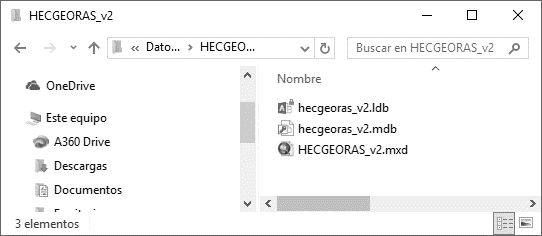 HECGEORAS_v2
Dato... HECGEO... Buscar en HECGEORAS_v2
OneDrive
Este equipo
A360 Drive
Descargas
Documentos
Nombre
hecgeoras_v2.ldb
hecgeoras_v2.mdb
HECGEORAS_v2.mxd
3 elementos